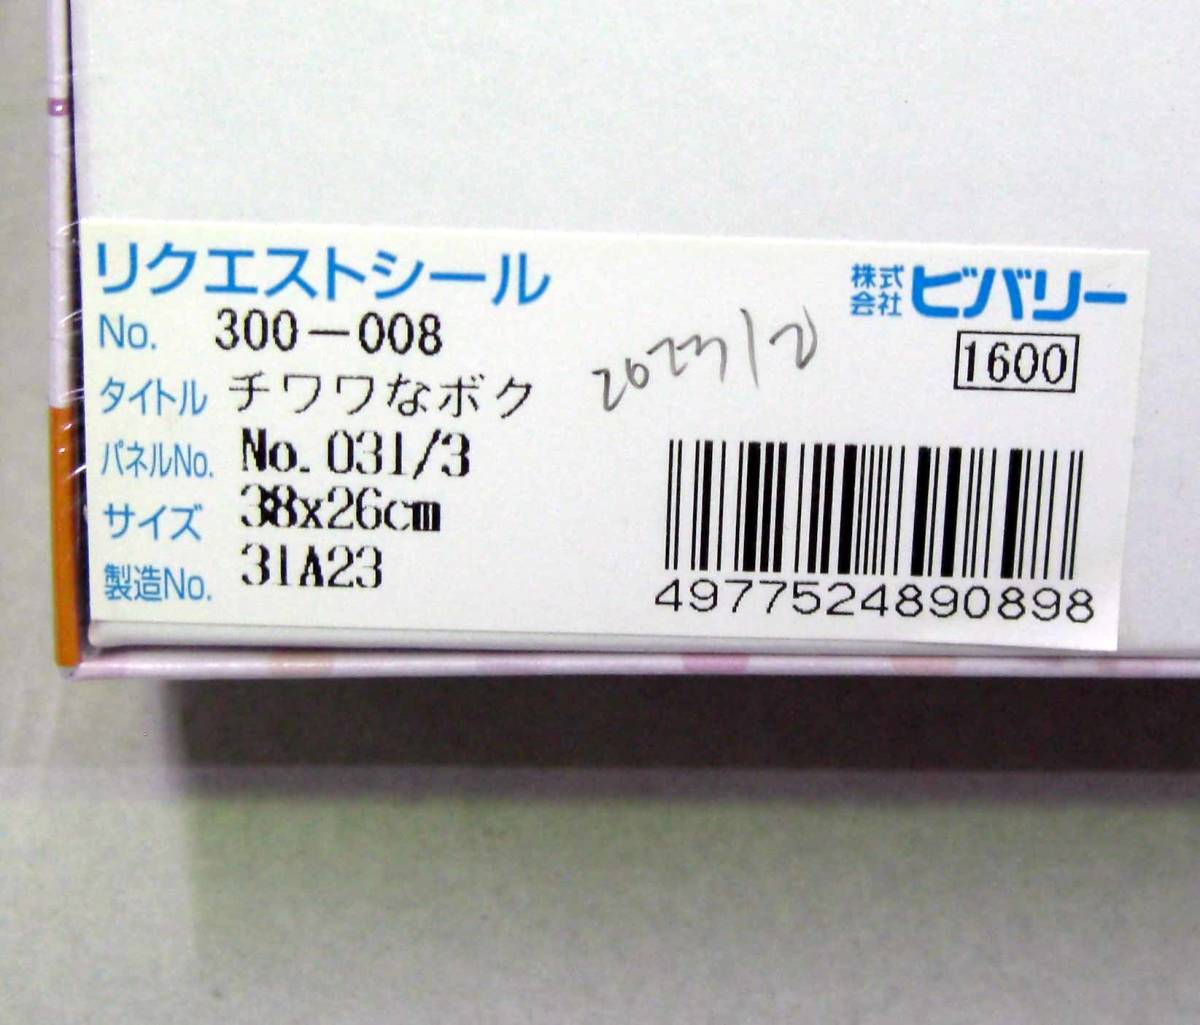 リクエストシール
株式会社 ビバリー
No. 300-008
1600
2023/12
タイトル チワワなボク
パネルNo. No.031/3
サイズ 38x26cm
製造No. 31A23
4977524890898